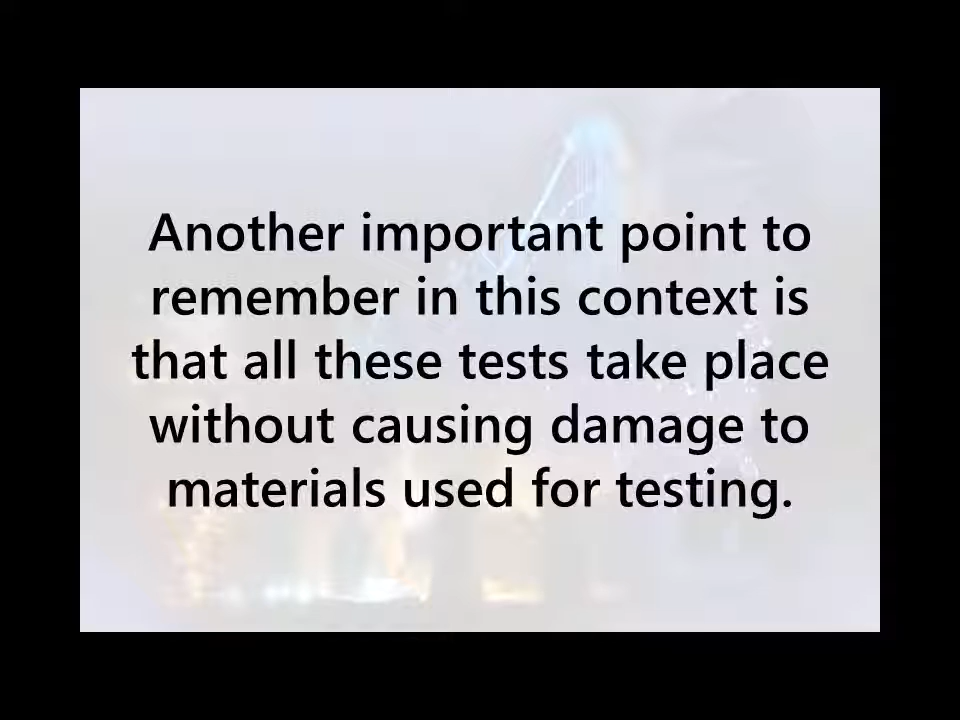 Another important point to
remember in this context is
that all these tests take place
without causing damage to
materials used for testing.